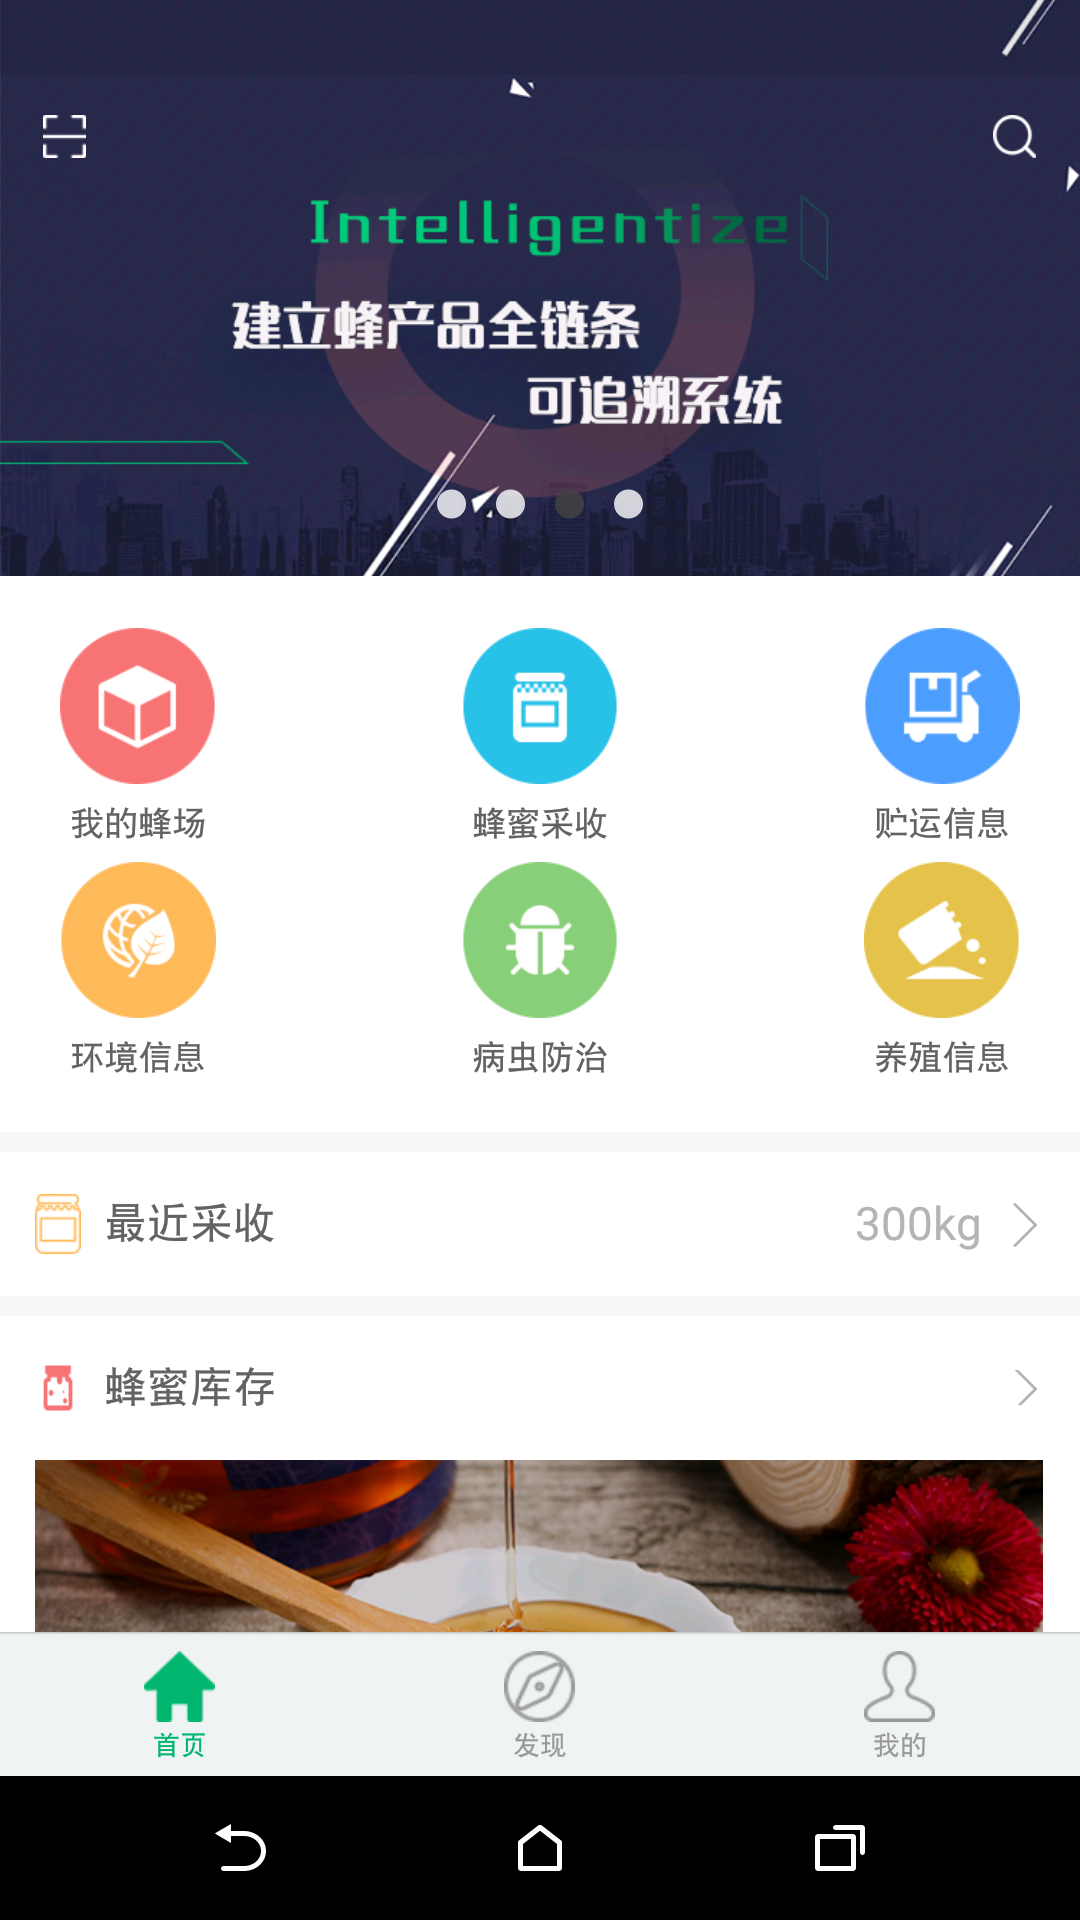 Intelligentize
建立蜂产品全链条
可追溯系统
我的蜂场
蜂蜜采收
贮运信息
环境信息
病虫防治
养殖信息
最近采收
300kg
蜂蜜库存
首页
发现
我的